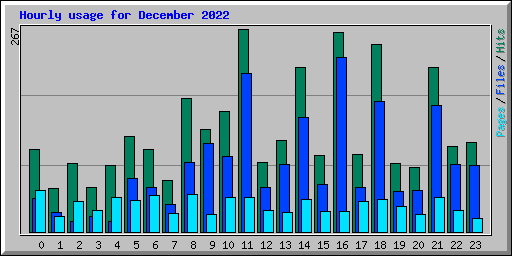 Hourly usage for December 2022
267
Pages/Files/Hits
0 1 2 3 4 5 6 7 8 9 10 11 12 13 14 15 16 17 18 19 20 21 22 23